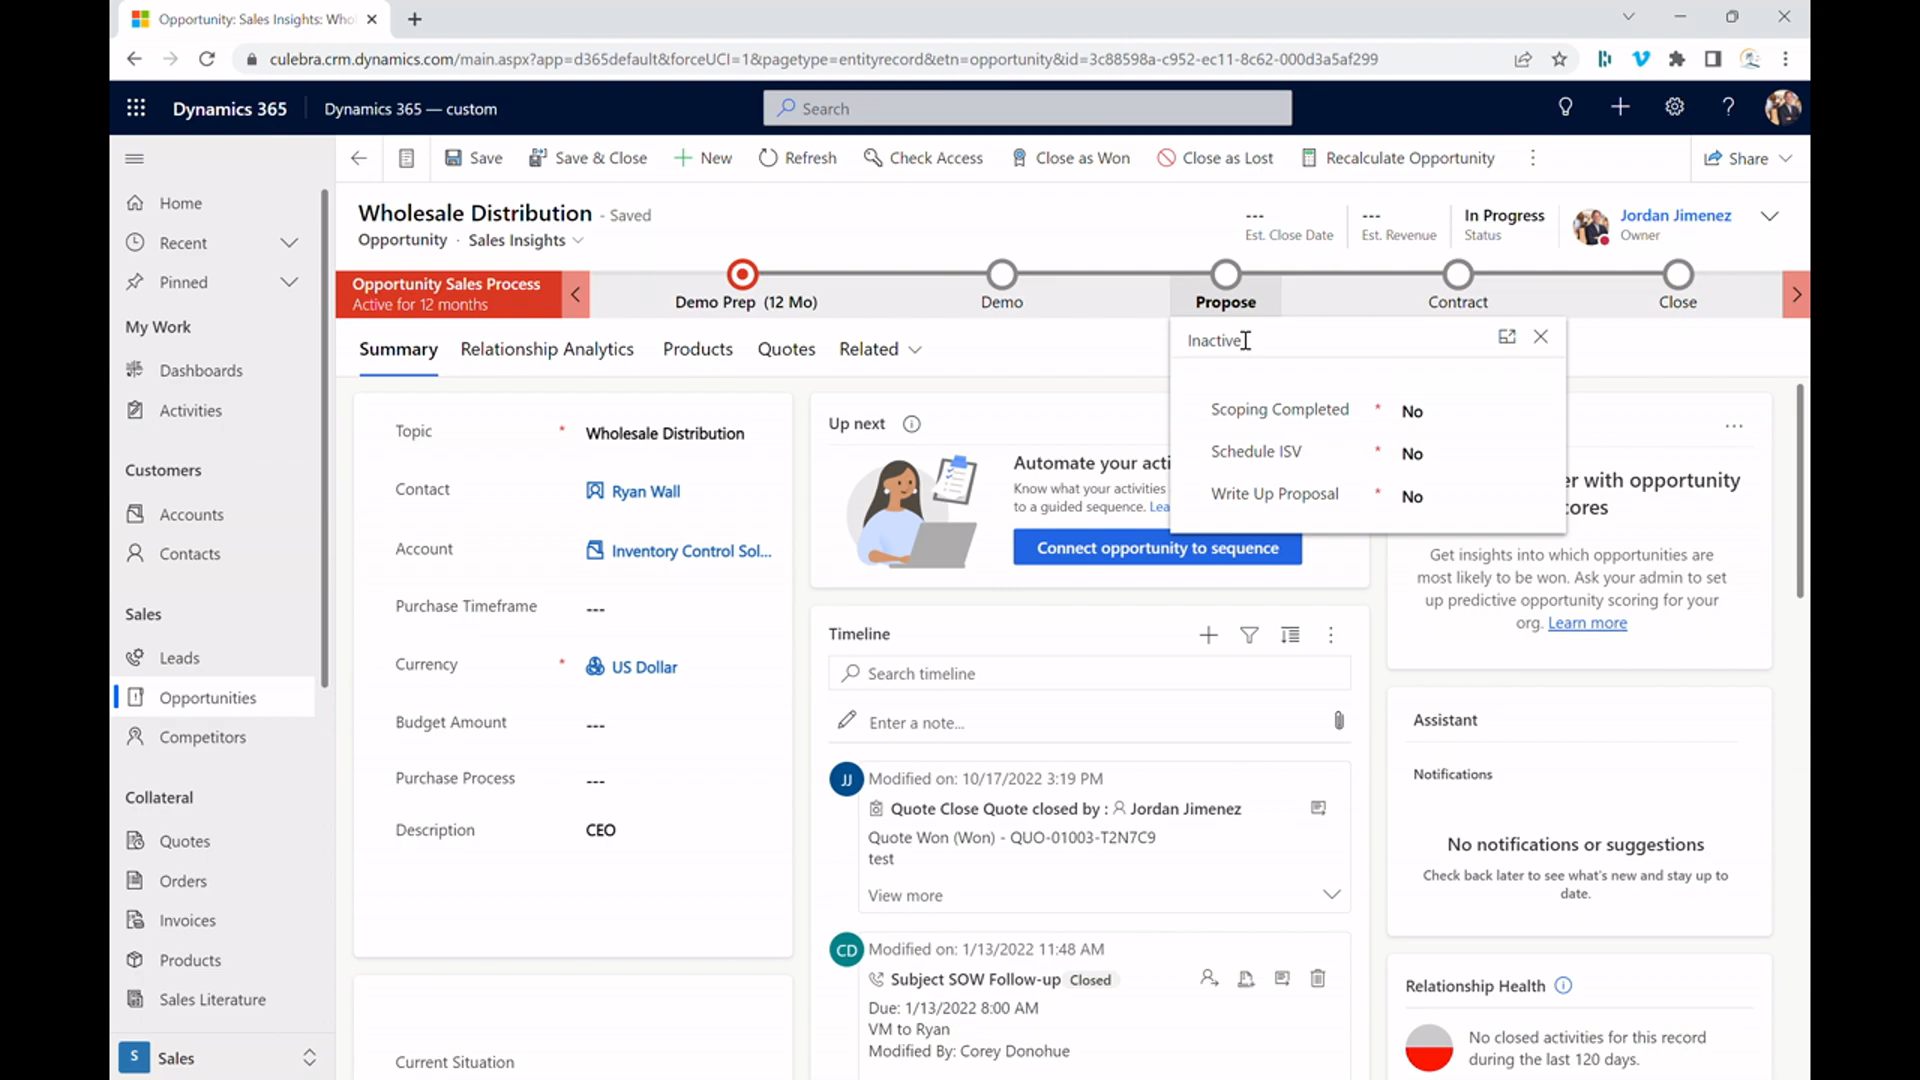 Opportunity: Sales Insights: Who
culebra.crm.dynamics.com/main.aspx?app=d365default&forceUCI=1&pagetype=entityrecord&etn=opportunity&id=3c88598a-c952-ec11-8c62-000d3a5af299
Dynamics 365
Dynamics 365 — custom
Search
Save
Save & Close
New
Refresh
Check Access
Close as Won
Close as Lost
Recalculate Opportunity
Share
Home
Recent
Pinned
My Work
Dashboards
Activities
Customers
Accounts
Contacts
Sales
Leads
Opportunities
Competitors
Collateral
Quotes
Orders
Invoices
Products
Sales Literature
S
Sales
Wholesale Distribution - Saved
Opportunity · Sales Insights
---
Est. Close Date
---
Est. Revenue
In Progress
Status
Jordan Jimenez
Owner
Opportunity Sales Process
Active for 12 months
Demo Prep (12 Mo)
Demo
Propose
Contract
Close
Summary
Relationship Analytics
Products
Quotes
Related
Inactive
Scoping Completed * No
Schedule ISV * No
Write Up Proposal * No
Topic * Wholesale Distribution
Contact Ryan Wall
Account Inventory Control Sol...
Purchase Timeframe ---
Currency * US Dollar
Budget Amount ---
Purchase Process ---
Description CEO
Current Situation
Up next
Automate your acti
Know what your activities
to a guided sequence. Lea
Connect opportunity to sequence
Timeline
Search timeline
Enter a note...
JJ
Modified on: 10/17/2022 3:19 PM
Quote Close Quote closed by : Jordan Jimenez
Quote Won (Won) - QUO-01003-T2N7C9
test
View more
CD
Modified on: 1/13/2022 11:48 AM
Subject SOW Follow-up Closed
Due: 1/13/2022 8:00 AM
VM to Ryan
Modified By: Corey Donohue
er with opportunity
cores
Get insights into which opportunities are
most likely to be won. Ask your admin to set
up predictive opportunity scoring for your
org. Learn more
Assistant
Notifications
No notifications or suggestions
Check back later to see what's new and stay up to
date.
Relationship Health
No closed activities for this record
during the last 120 days.